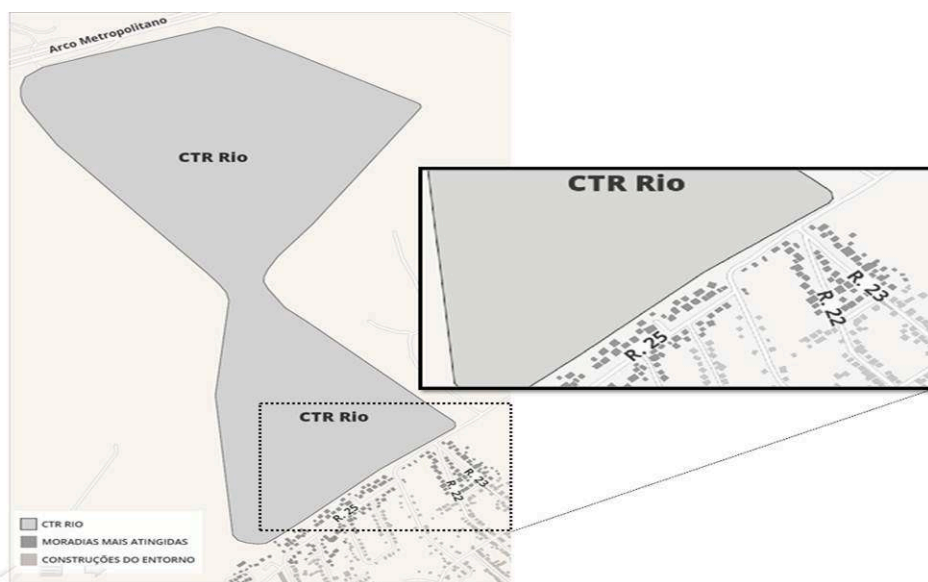 Arco Metropolitano
CTR Rio
CTR Rio
R. 23
R. 22
R. 25
CTR Rio
R. 23
R. 22
R. 25
CTR RIO
MORADIAS MAIS ATINGIDAS
CONSTRUÇÕES DO ENTORNO